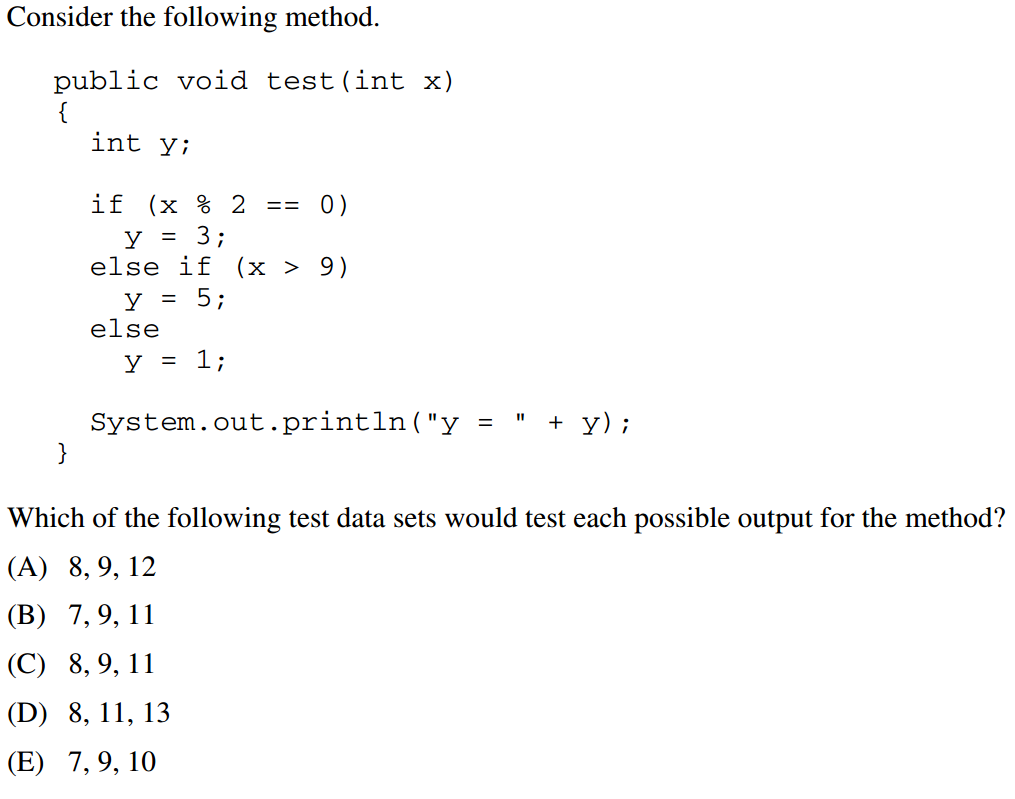 Consider the following method.
public void test(int x)
{
int y;
if (x % 2 == 0)
y = 3;
else if (x > 9)
y = 5;
else
y = 1;
System.out.println("y = " + y);
}
Which of the following test data sets would test each possible output for the method?
(A) 8, 9, 12
(B) 7, 9, 11
(C) 8, 9, 11
(D) 8, 11, 13
(E) 7, 9, 10